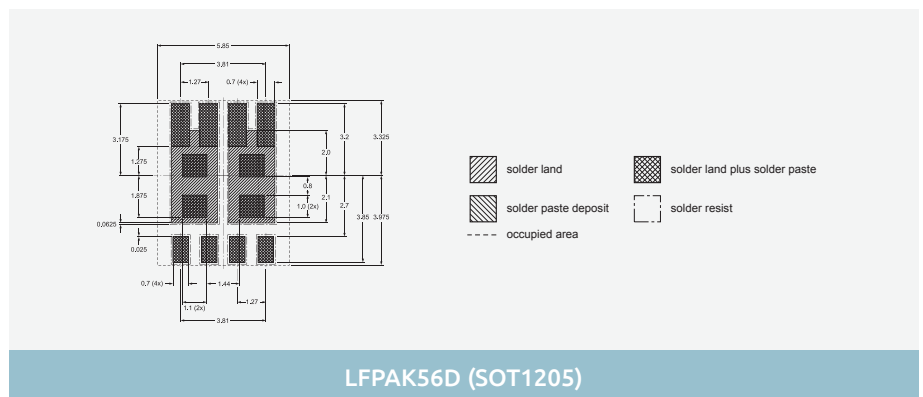 5.85
3.81
1.27 0.7 (4x)
3.175
1.275
1.875
0.0625
0.025
3.2 3.325
2.0
0.8
2.1
1.0 (2x)
2.7
3.85 3.975
0.7 (4x) 1.44
1.27
1.1 (2x)
3.81
solder land
solder land plus solder paste
solder paste deposit
solder resist
occupied area
LFPAK56D (SOT1205)